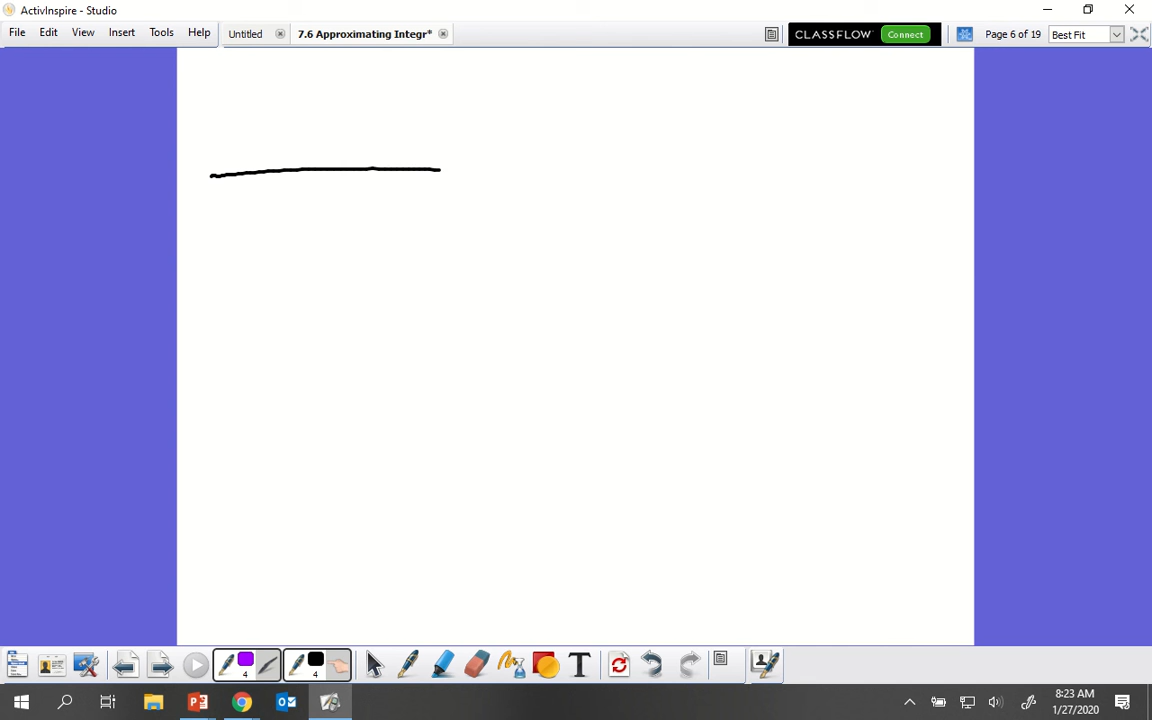 ActivInspire - Studio
File Edit View Insert Tools Help Untitled 7.6 Approximating Integr* CLASSFLOW Connect Page 6 of 19 Best Fit
4 4 T
8:23 AM
1/27/2020